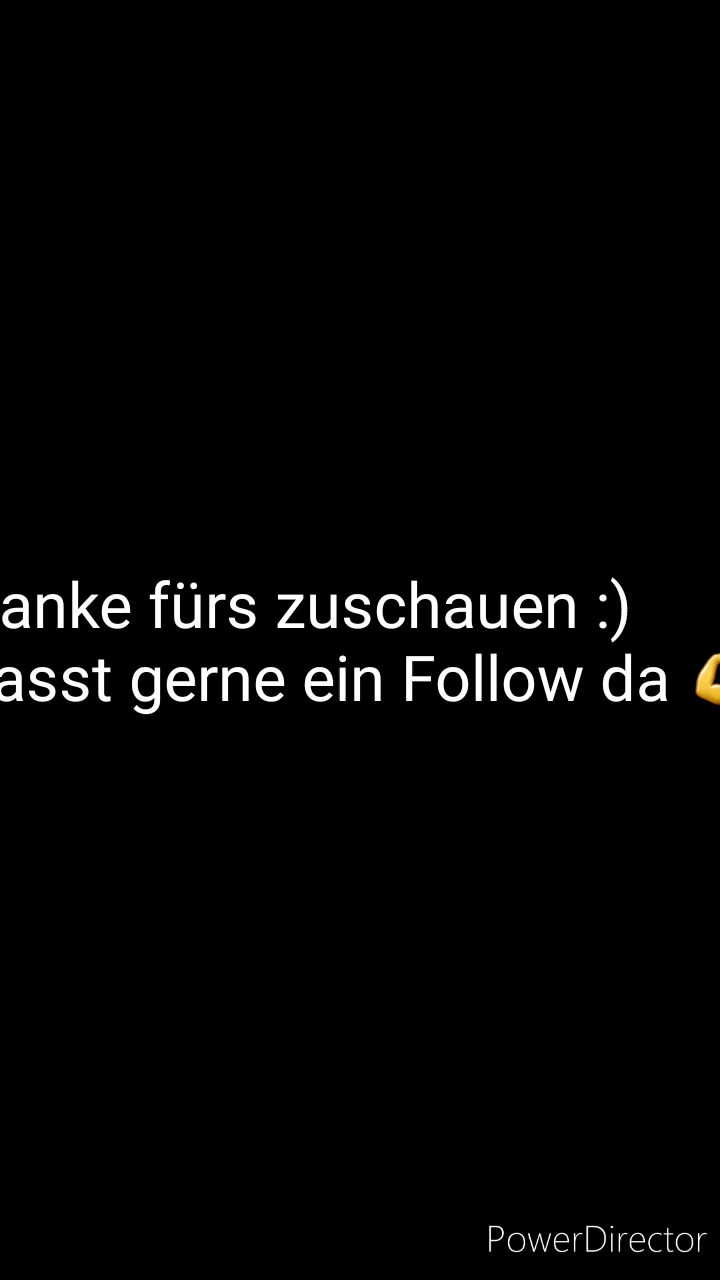 anke fürs zuschauen :)
asst gerne ein Follow da 💪
PowerDirector